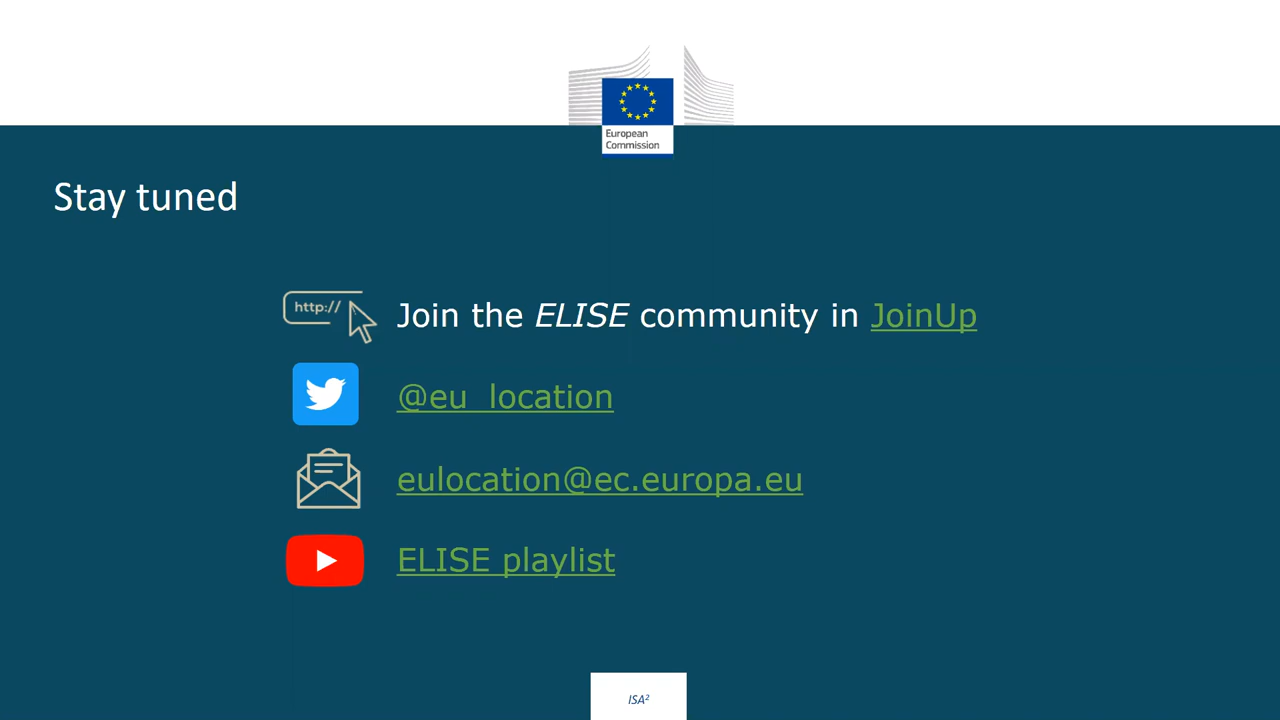 European
Commission
Stay tuned
http://
Join the ELISE community in JoinUp
@eu_location
eulocation@ec.europa.eu
ELISE playlist
ISA²